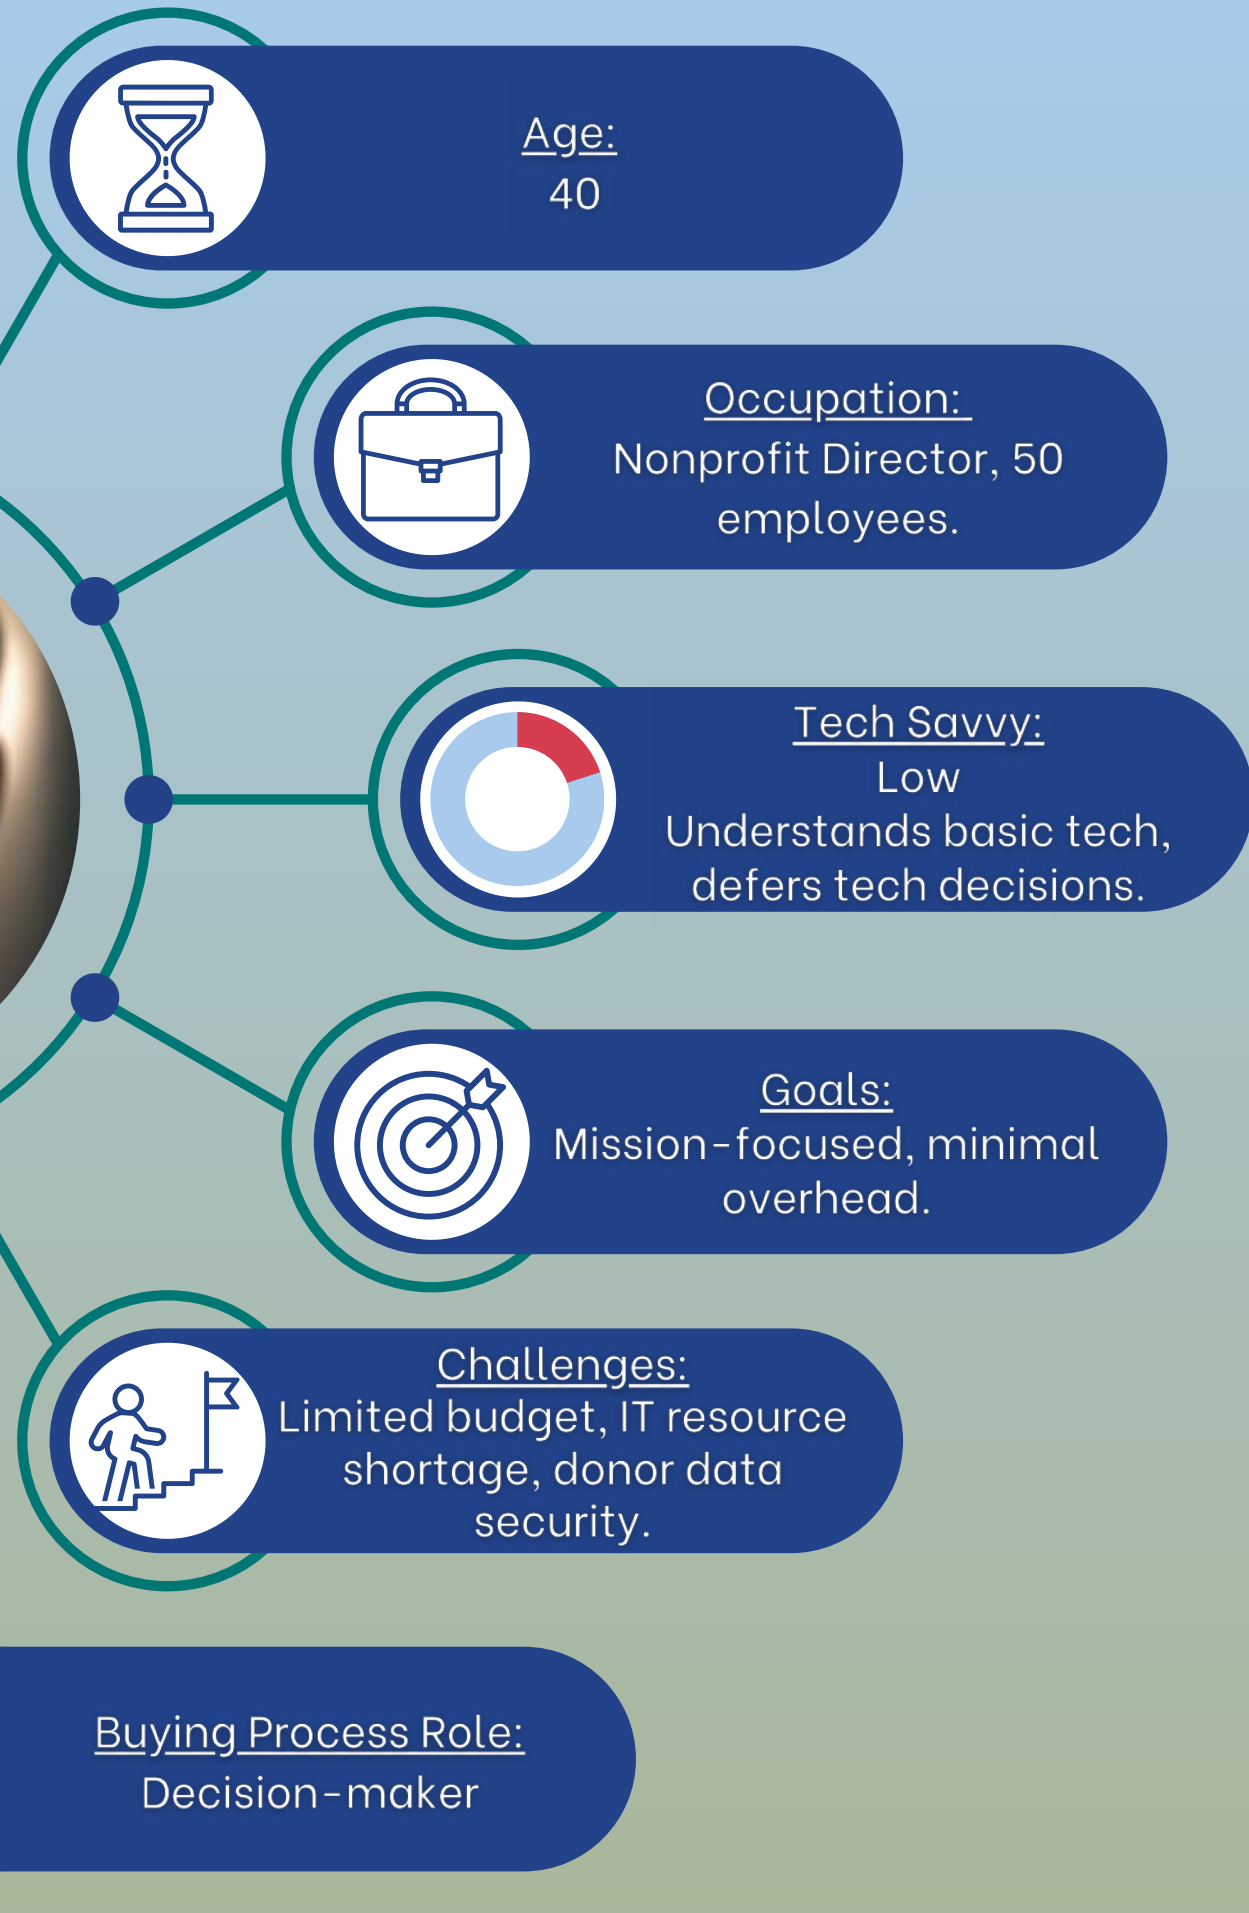 Age:
40
Occupation:
Nonprofit Director, 50
employees.
Tech Savvy:
Low
Understands basic tech,
defers tech decisions.
Goals:
Mission-focused, minimal
overhead.
Challenges:
Limited budget, IT resource
shortage, donor data
security.
Buying Process Role:
Decision-maker